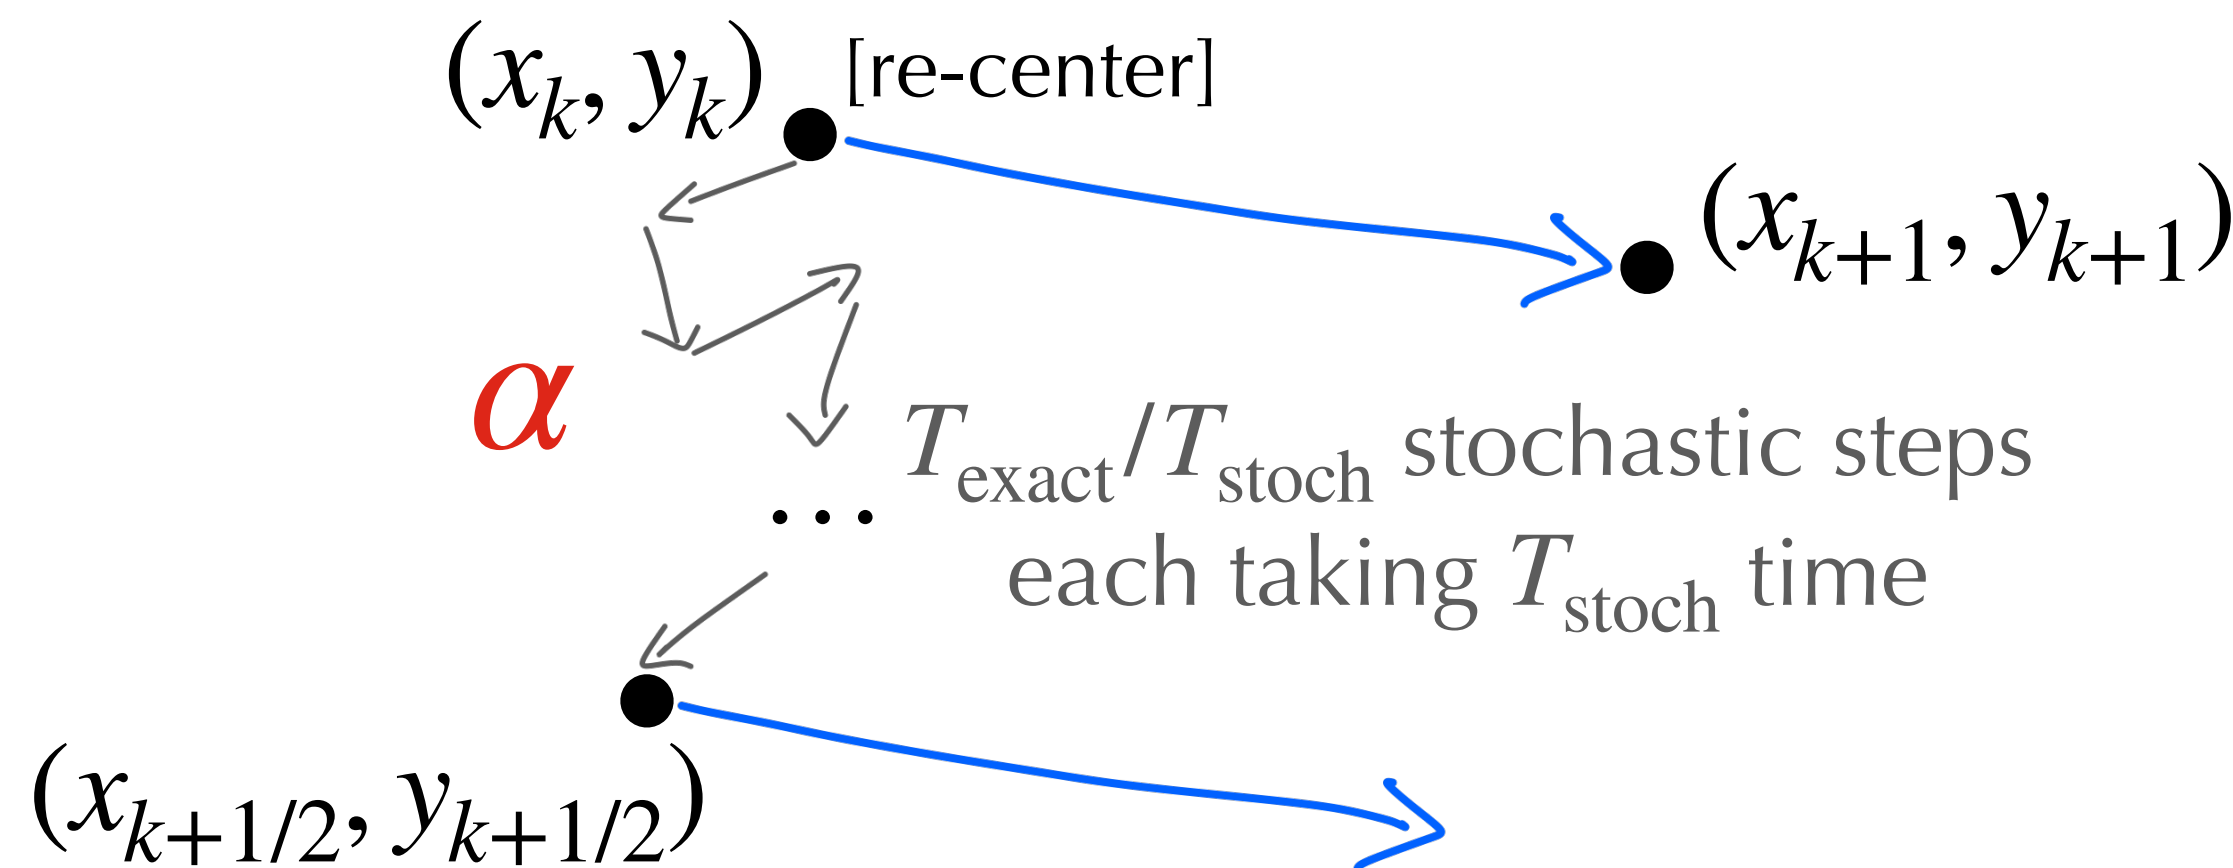 (x_k, y_k) [re-center]
(x_{k+1}, y_{k+1})
α
T_exact/T_stoch stochastic steps
...
each taking T_stoch time
(x_{k+1/2}, y_{k+1/2})